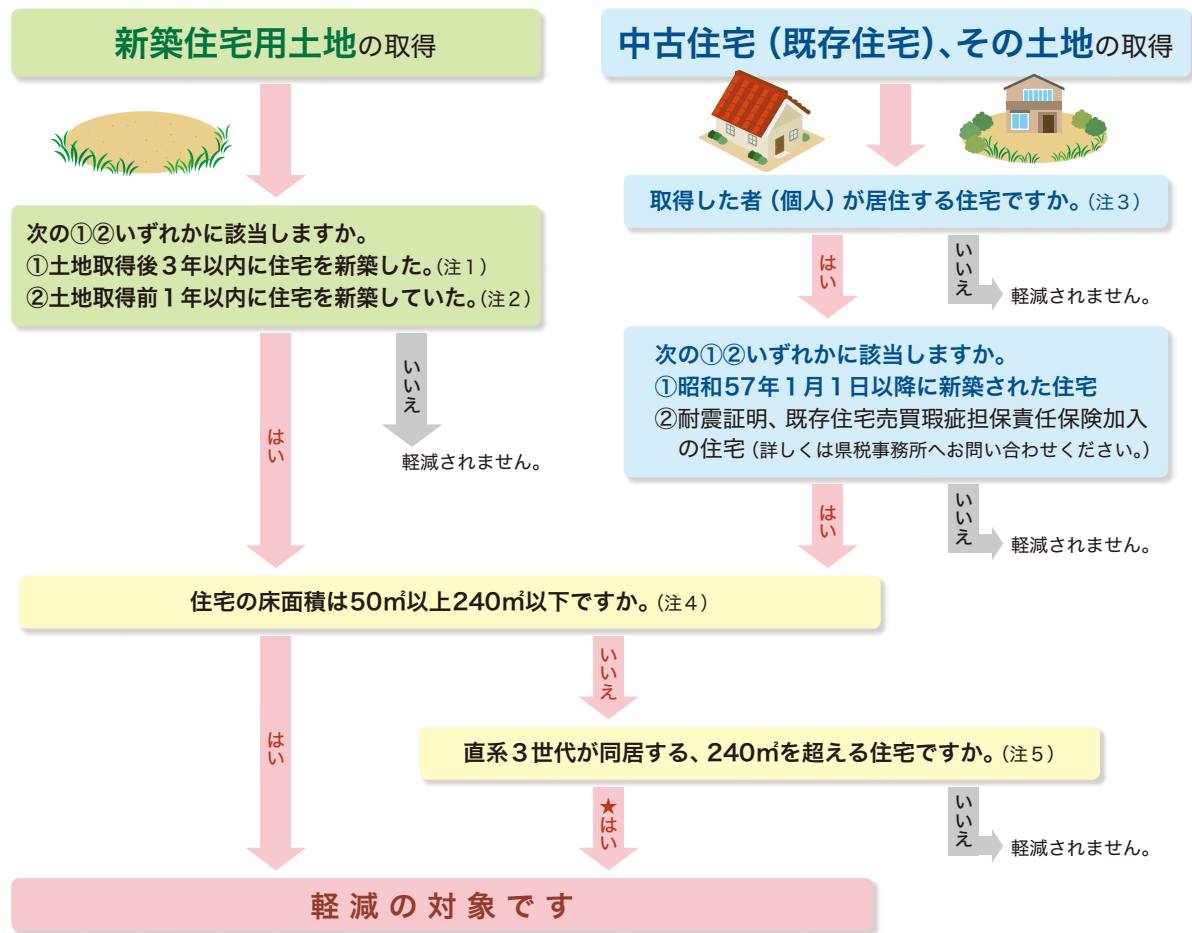 新築住宅用土地の取得
次の①②いずれかに該当しますか。
①土地取得後３年以内に住宅を新築した。(注１)
②土地取得前１年以内に住宅を新築していた。(注２)
はい
いいえ
軽減されません。
中古住宅（既存住宅）、その土地の取得
取得した者（個人）が居住する住宅ですか。(注３)
はい
いいえ
軽減されません。
次の①②いずれかに該当しますか。
①昭和57年１月１日以降に新築された住宅
②耐震証明、既存住宅売買瑕疵担保責任保険加入
の住宅（詳しくは県税事務所へお問い合わせください。）
はい
いいえ
軽減されません。
住宅の床面積は50㎡以上240㎡以下ですか。(注４)
はい
いいえ
直系３世代が同居する、240㎡を超える住宅ですか。(注５)
★はい
いいえ
軽減されません。
軽減の対象です